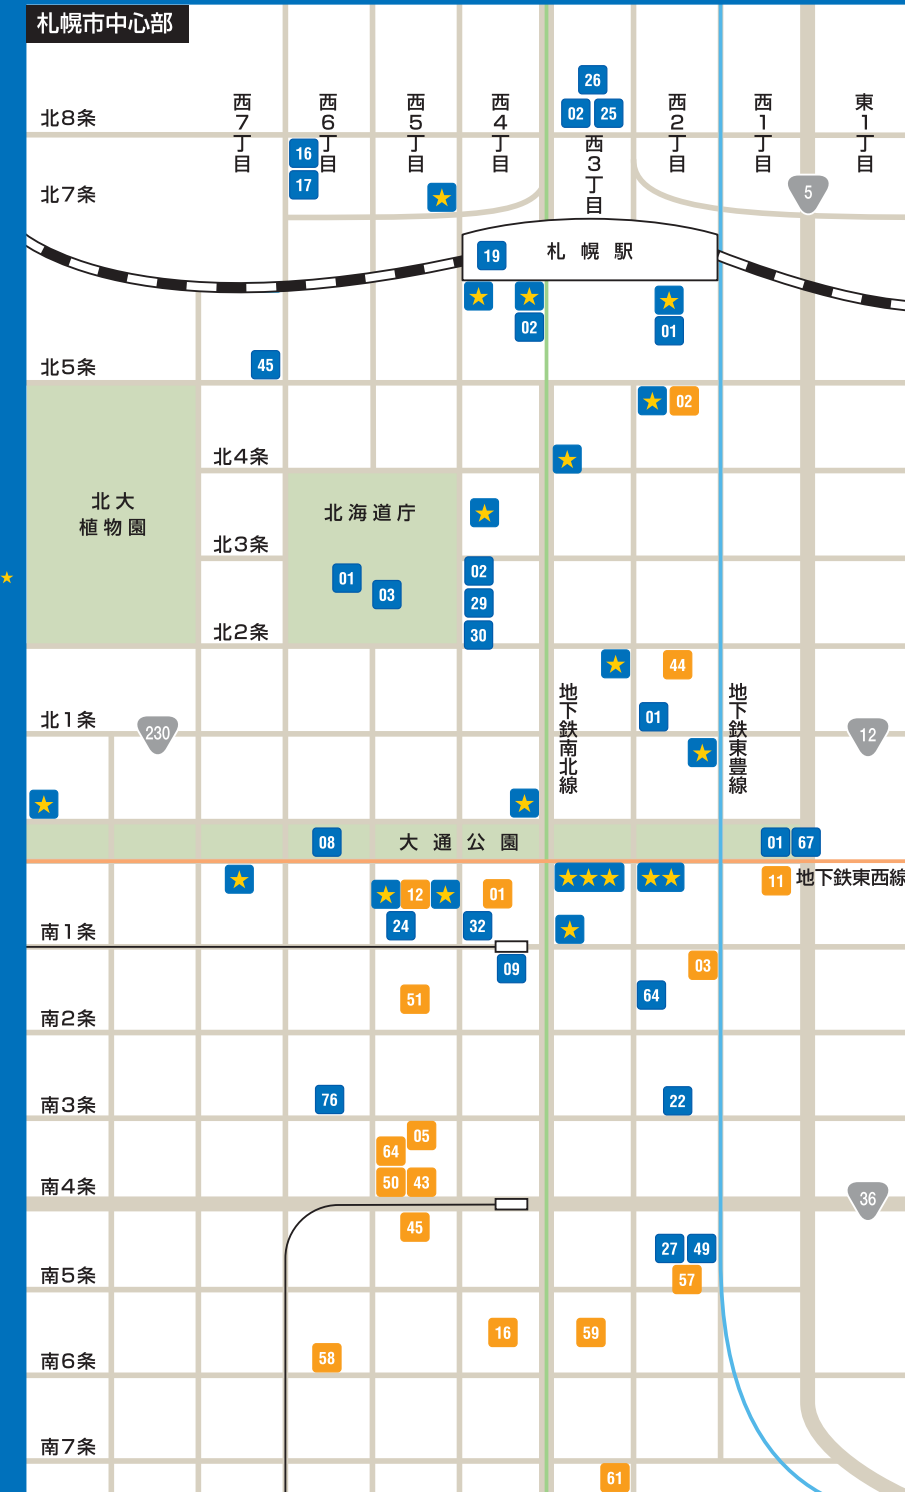 札幌市中心部
26
02 25
北8条
西7丁目
西6丁目
西5丁目
西4丁目
西3丁目
西2丁目
西1丁目
東1丁目
16
17
北7条
5
19
札幌駅
02
01
45
北5条
02
北4条
北大
植物園
北海道庁
北3条
01
03
02
29
30
北2条
44
地下鉄南北線
地下鉄東豊線
01
北1条
230
12
08
大通公園
01 67
12
01
11
地下鉄東西線
24
32
南1条
09
03
51
64
南2条
76
22
南3条
05
64
50 43
南4条
36
45
27 49
57
南5条
16
59
58
南6条
南7条
61